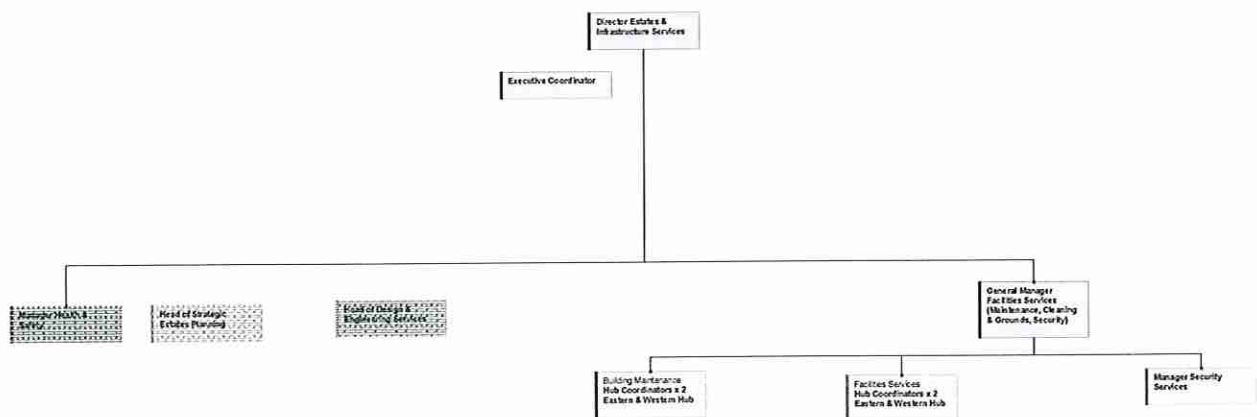 Director Estates &
Infrastructure Services
Executive Coordinator
Manager Health &
Safety
Head of Strategic
Estates Planning
Head of Design &
Engineering Services
General Manager
Facilities Services
(Maintenance, Cleaning
& Grounds, Security)
Building Maintenance
Hub Coordinators x 2
Eastern & Western Hub
Facilities Services
Hub Coordinators x 2
Eastern & Western Hub
Manager Security
Services